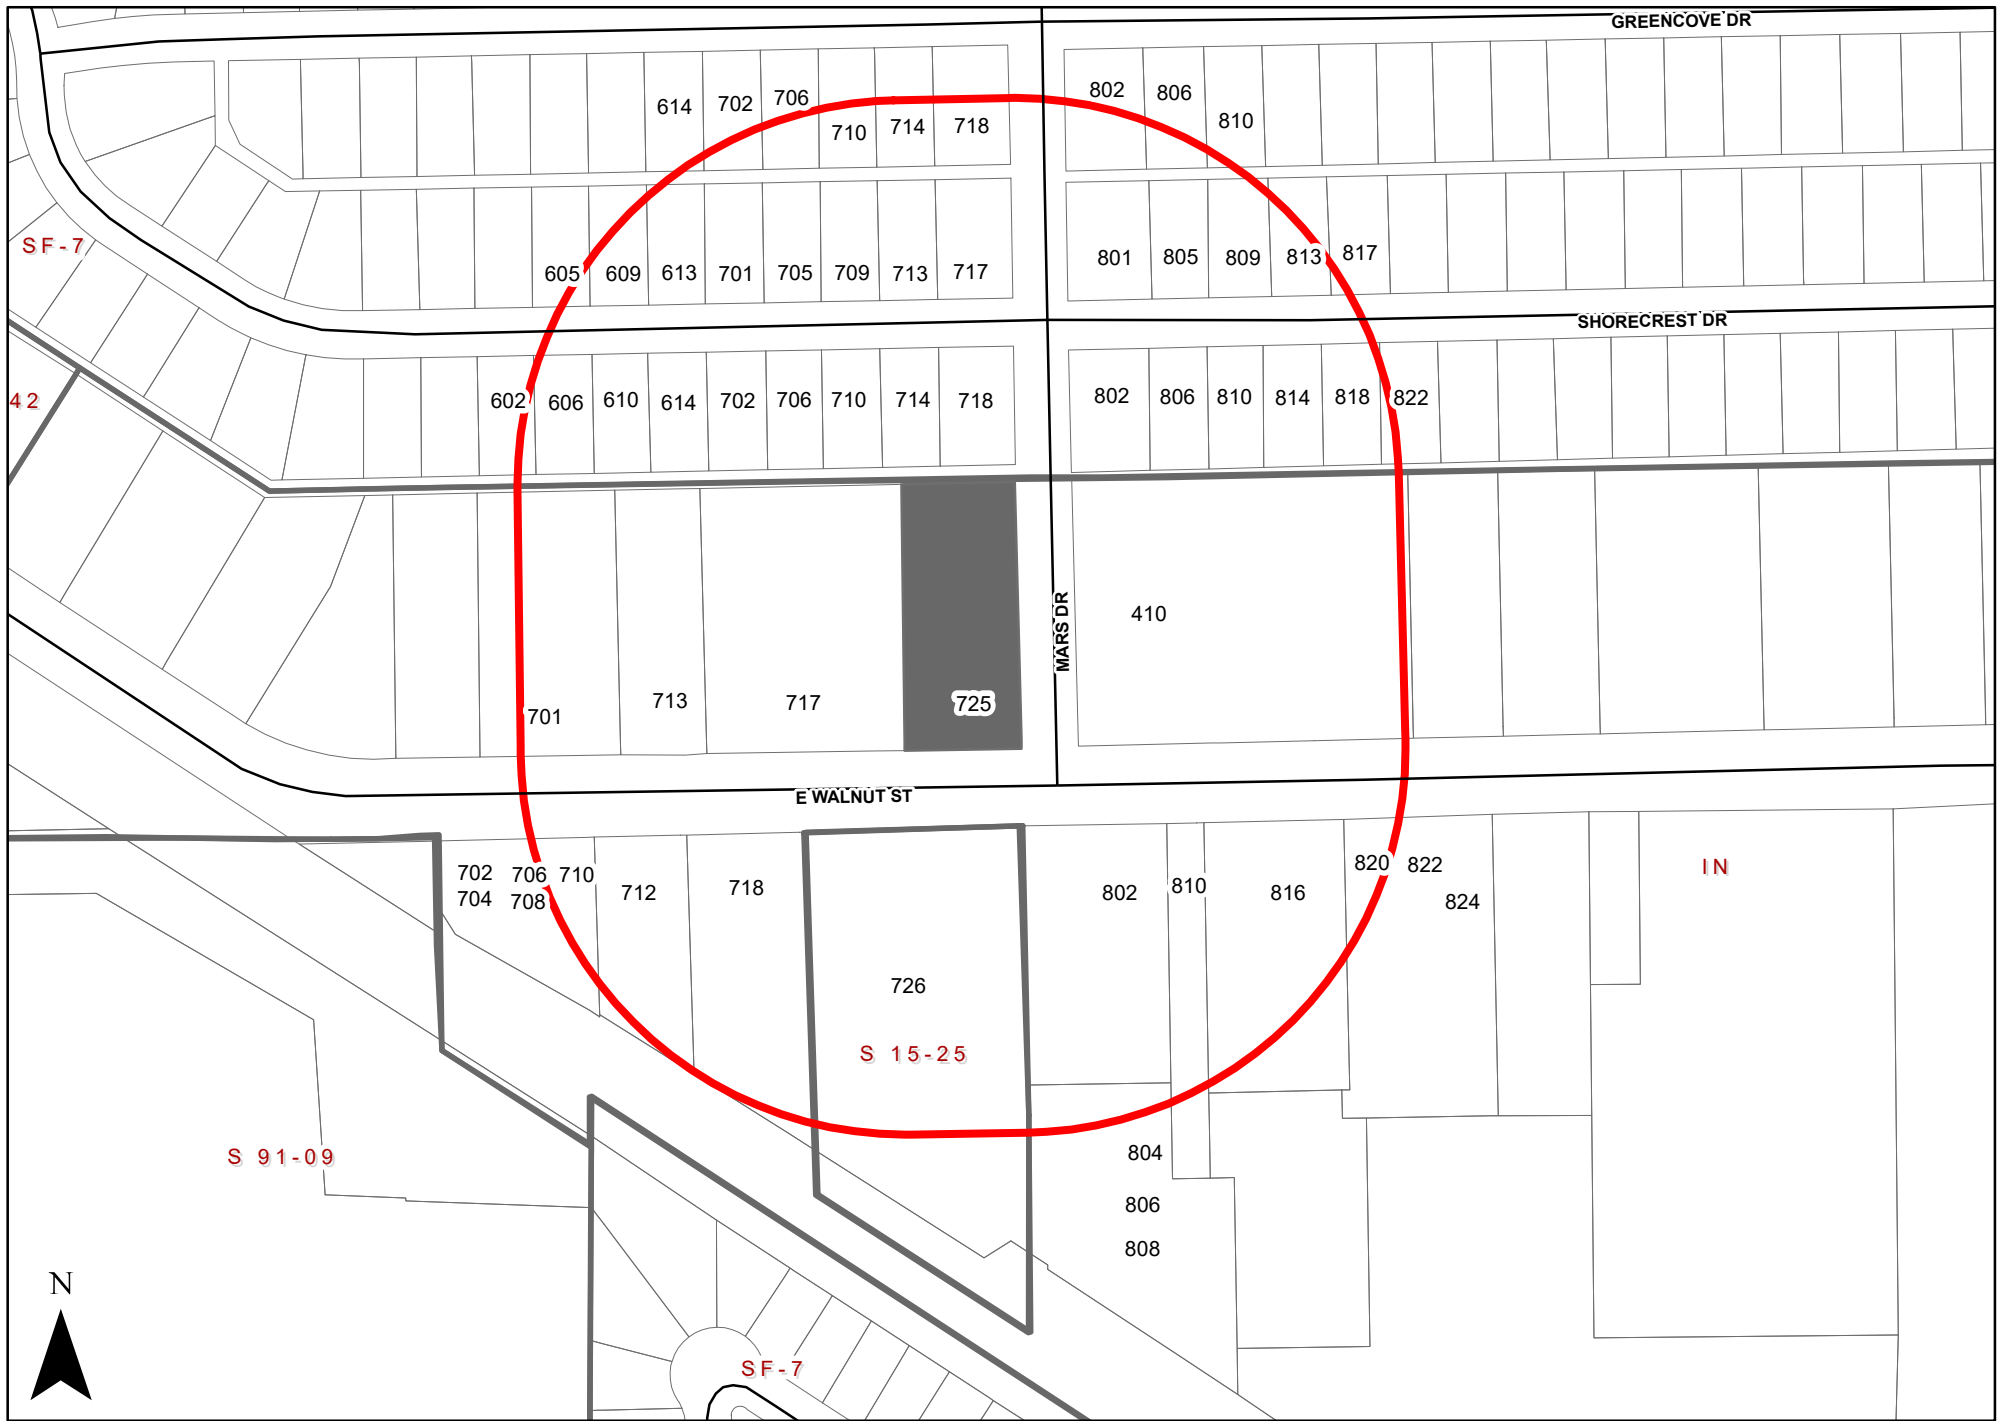 GREENCOVE DR
614 702 706 710 714 718 802 806 810
SF-7
605 609 613 701 705 709 713 717 801 805 809 813 817
SHORECREST DR
42
602 606 610 614 702 706 710 714 718 802 806 810 814 818 822
MARS DR
410
701 713 717 725
E WALNUT ST
702 706 710 712 718 802 810 816 820 822
704 708 824
IN
726
S 15-25
S 91-09
804
806
808
N
SF-7